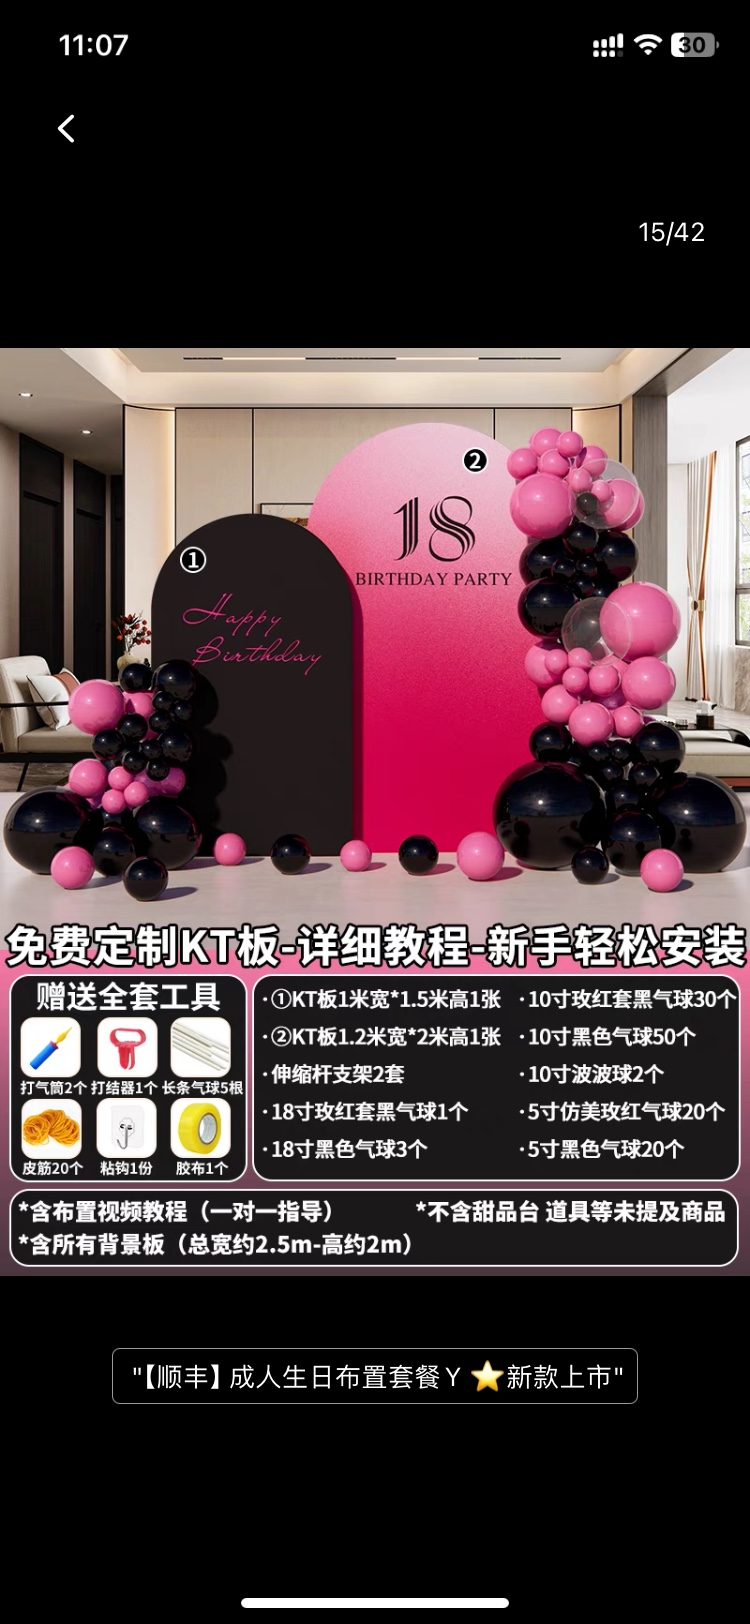 11:07
30
15/42
②
18
BIRTHDAY PARTY
①
Happy
Birthday
免费定制KT板-详细教程-新手轻松安装
赠送全套工具
打气筒2个 打结器1个 长条气球5根
皮筋20个 粘钩1份 胶布1个
·①KT板1米宽*1.5米高1张
·②KT板1.2米宽*2米高1张
·伸缩杆支架2套
·18寸玫红套黑气球1个
·18寸黑色气球3个
·10寸玫红套黑气球30个
·10寸黑色气球50个
·10寸波波球2个
·5寸仿美玫红气球20个
·5寸黑色气球20个
*含布置视频教程（一对一指导） *不含甜品台 道具等未提及商品
*含所有背景板（总宽约2.5m-高约2m）
"【顺丰】成人生日布置套餐Y ⭐新款上市"